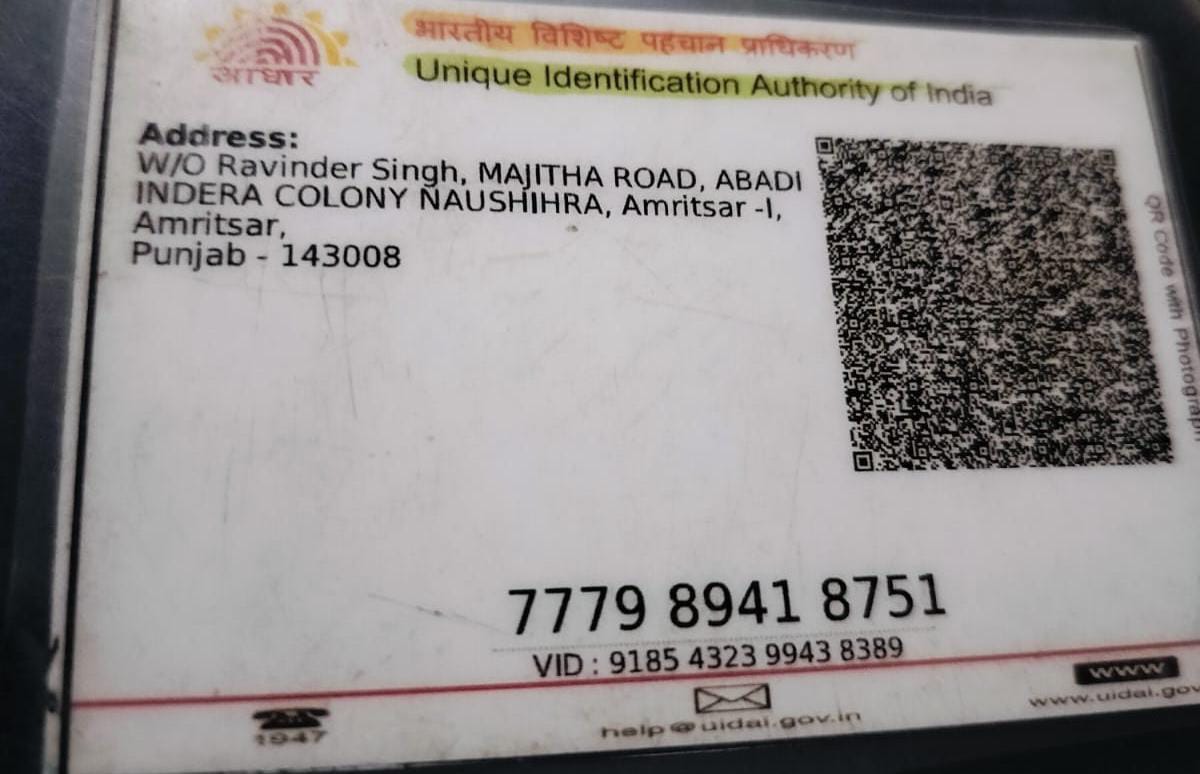 आधार
भारतीय विशिष्ट पहचान प्राधिकरण
Unique Identification Authority of India
Address:
W/O Ravinder Singh, MAJITHA ROAD, ABADI
INDERA COLONY NAUSHIHRA, Amritsar -I,
Amritsar,
Punjab - 143008
QR Code with Photograph
7779 8941 8751
VID : 9185 4323 9943 8389
1947
help@uidai.gov.in
WWW
www.uidai.gov